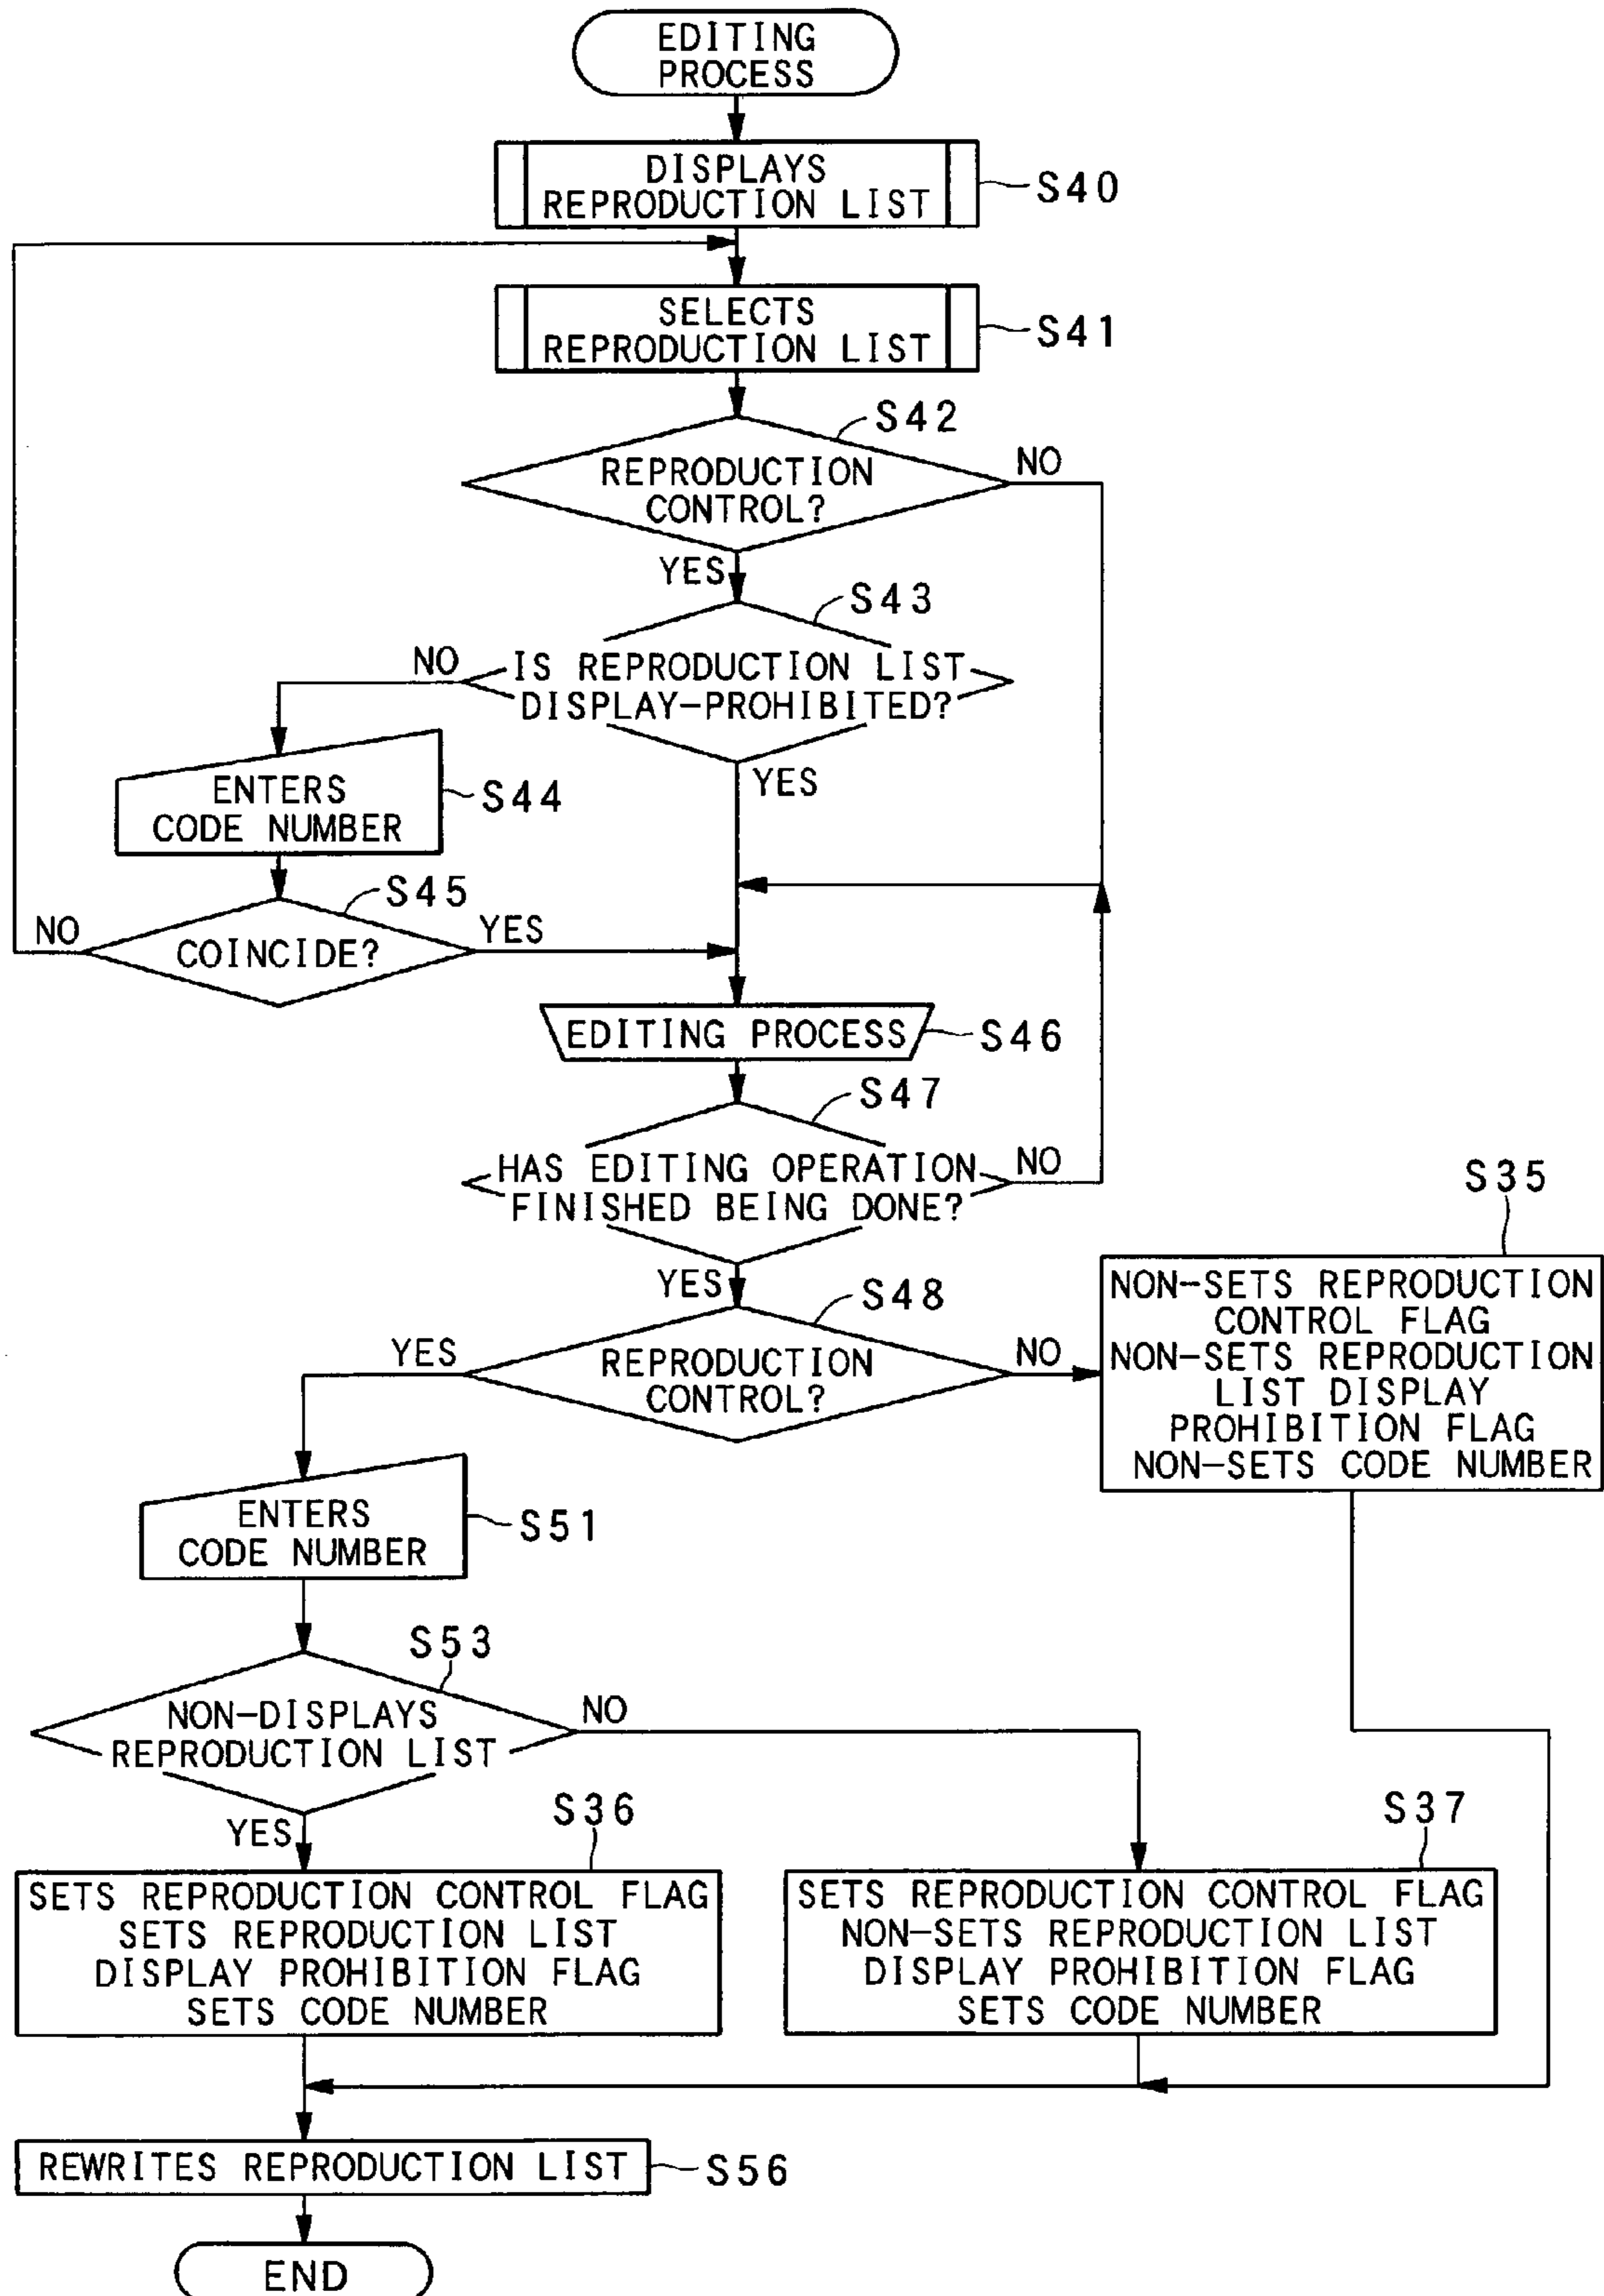 EDITING
PROCESS
DISPLAYS
REPRODUCTION LIST
S40
SELECTS
REPRODUCTION LIST
S41
S42
REPRODUCTION
CONTROL?
NO
YES
S43
NO
IS REPRODUCTION LIST
DISPLAY-PROHIBITED?
YES
ENTERS
CODE NUMBER
S44
S45
NO
COINCIDE?
YES
EDITING PROCESS
S46
S47
HAS EDITING OPERATION
FINISHED BEING DONE?
NO
YES
S48
YES
REPRODUCTION
CONTROL?
NO
S35
NON-SETS REPRODUCTION
CONTROL FLAG
NON-SETS REPRODUCTION
LIST DISPLAY
PROHIBITION FLAG
NON-SETS CODE NUMBER
ENTERS
CODE NUMBER
S51
S53
NON-DISPLAYS
REPRODUCTION LIST
NO
YES
S36
SETS REPRODUCTION CONTROL FLAG
SETS REPRODUCTION LIST
DISPLAY PROHIBITION FLAG
SETS CODE NUMBER
S37
SETS REPRODUCTION CONTROL FLAG
NON-SETS REPRODUCTION LIST
DISPLAY PROHIBITION FLAG
SETS CODE NUMBER
REWRITES REPRODUCTION LIST
S56
END